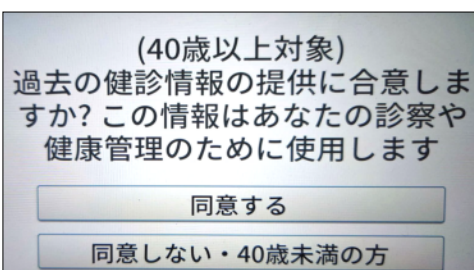 (40歳以上対象)
過去の健診情報の提供に合意しま
すか? この情報はあなたの診察や
健康管理のために使用します
同意する
同意しない・40歳未満の方